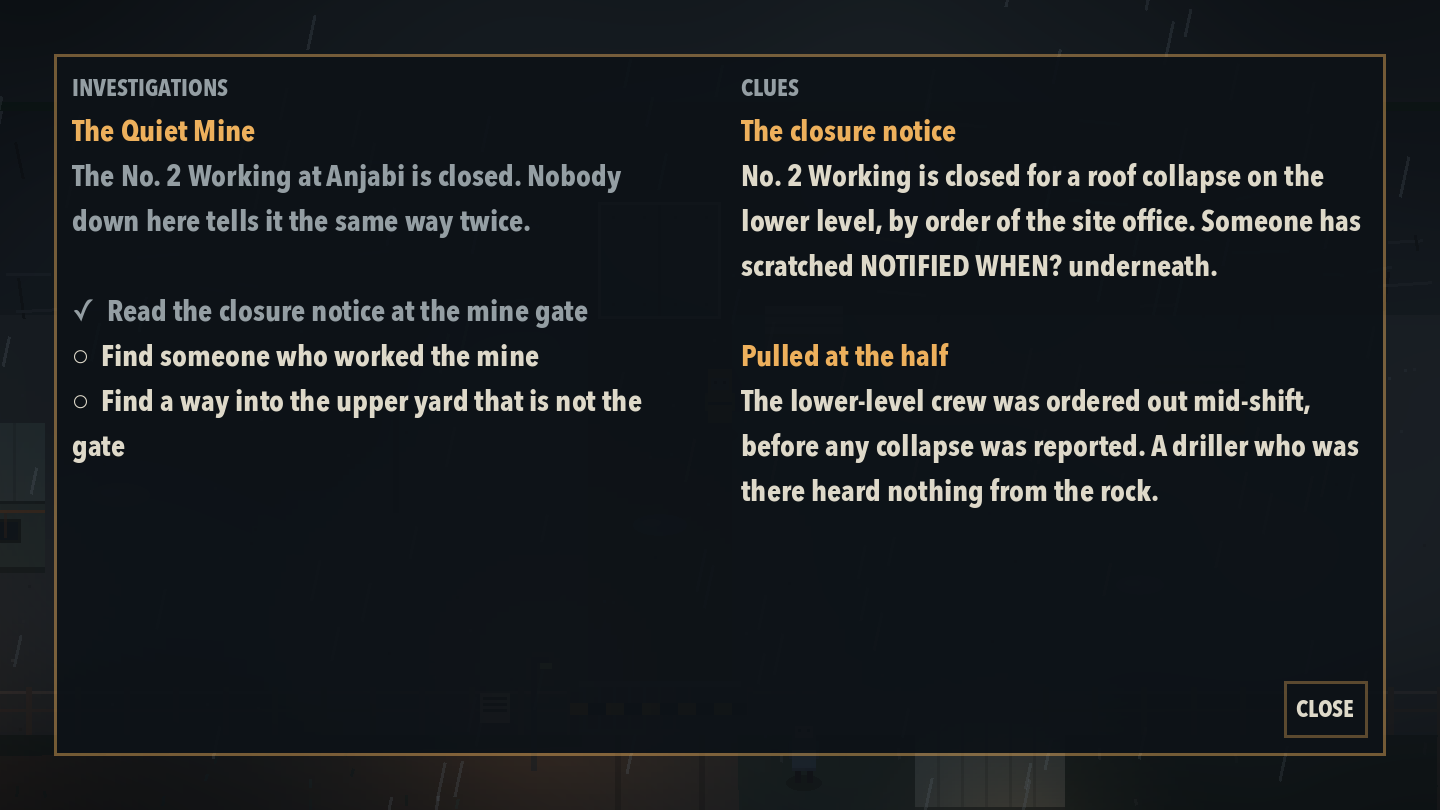 INVESTIGATIONS
The Quiet Mine
The No. 2 Working at Anjabi is closed. Nobody
down here tells it the same way twice.
✓ Read the closure notice at the mine gate
○ Find someone who worked the mine
○ Find a way into the upper yard that is not the
gate
CLUES
The closure notice
No. 2 Working is closed for a roof collapse on the
lower level, by order of the site office. Someone has
scratched NOTIFIED WHEN? underneath.
Pulled at the half
The lower-level crew was ordered out mid-shift,
before any collapse was reported. A driller who was
there heard nothing from the rock.
CLOSE